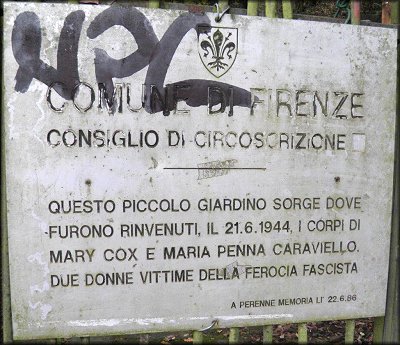 COMUNE DI FIRENZE
CONSIGLIO DI CIRCOSCRIZIONE
QUESTO PICCOLO GIARDINO SORGE DOVE
FURONO RINVENUTI, IL 21.6.1944, I CORPI DI
MARY COX E MARIA PENNA CARAVIELLO,
DUE DONNE VITTIME DELLA FEROCIA FASCISTA
A PERENNE MEMORIA LI' 22.6.86